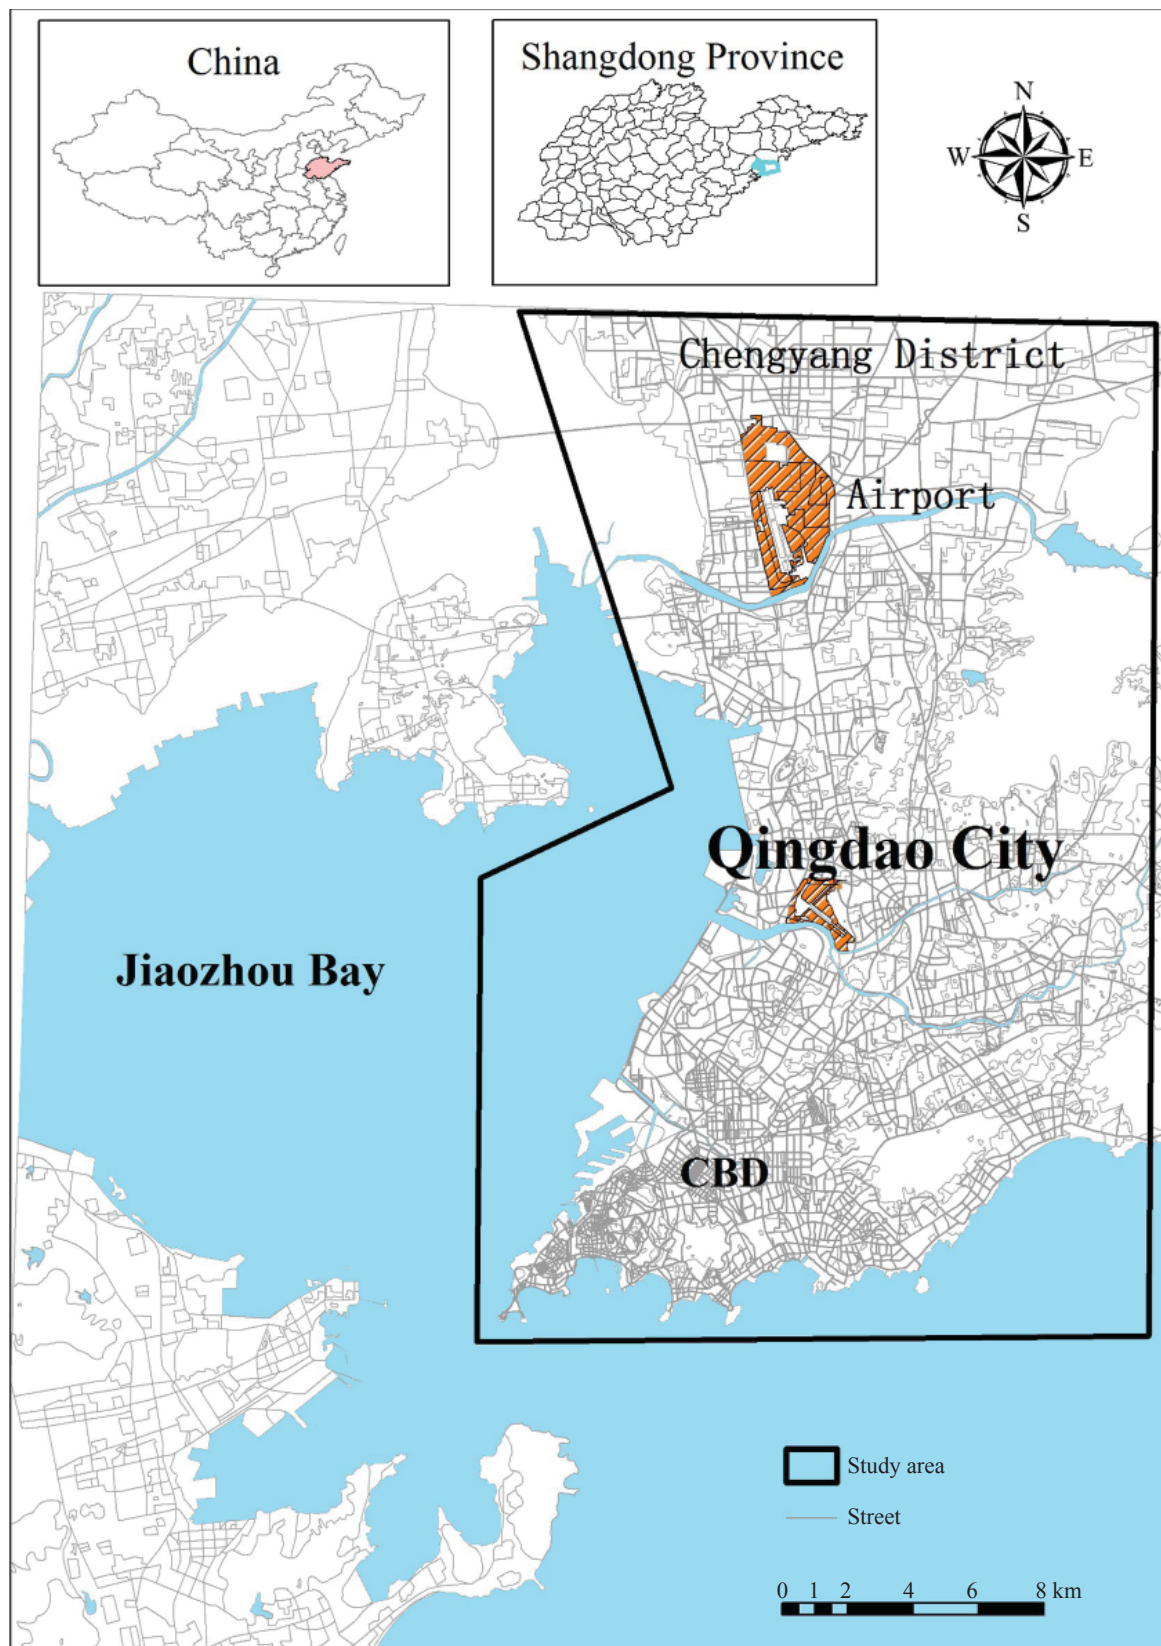 China
Shangdong Province
N
W E
S
Chengyang District
Airport
Qingdao City
Jiaozhou Bay
CBD
Study area
Street
0 1 2 4 6 8 km